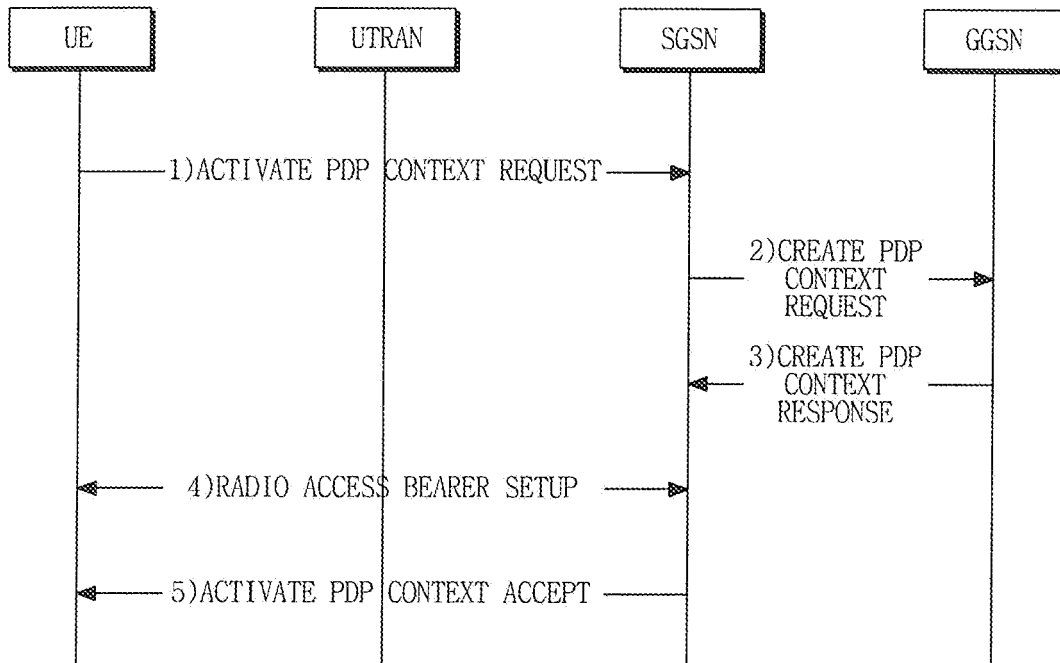 UE
UTRAN
SGSN
GGSN
1)ACTIVATE PDP CONTEXT REQUEST
2)CREATE PDP
CONTEXT
REQUEST
3)CREATE PDP
CONTEXT
RESPONSE
4)RADIO ACCESS BEARER SETUP
5)ACTIVATE PDP CONTEXT ACCEPT